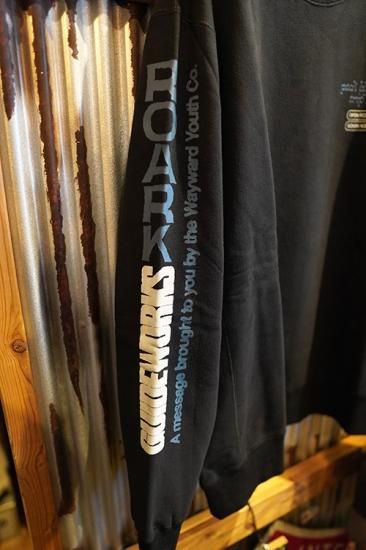 ROARK
GUIDEWORKS
A message brought to you by the Wayward Youth Co.